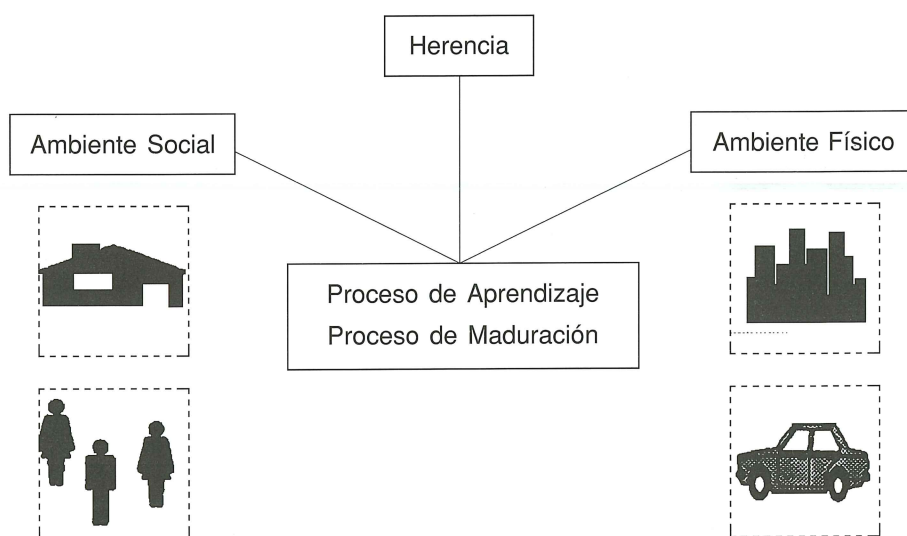 Herencia
Ambiente Social
Ambiente Físico
Proceso de Aprendizaje
Proceso de Maduración